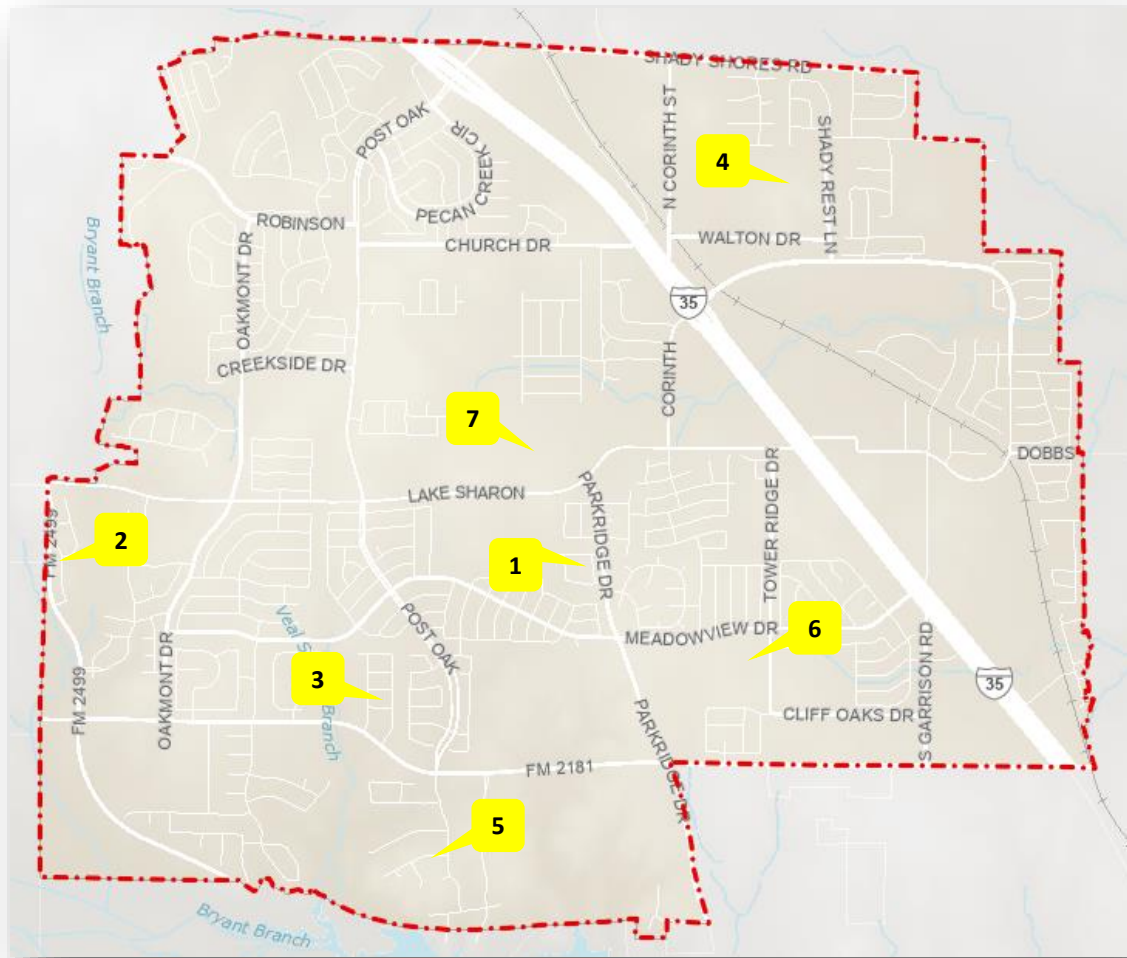 SHADY SHORES RD
POST OAK
N CORINTH ST
SHADY REST LN
4
PECAN CREEK CIR
ROBINSON
CHURCH DR
WALTON DR
Bryant Branch
OAKMONT DR
35
CREEKSIDE DR
CORINTH
7
DOBBS
LAKE SHARON
PARKRIDGE DR
TOWER RIDGE DR
FM 2499
2
1
POST OAK
MEADOWVIEW DR
6
Veal S
Branch
3
OAKMONT DR
FM 2499
S GARRISON RD
35
PARKRIDGE DR
CLIFF OAKS DR
FM 2181
5
Bryant Branch